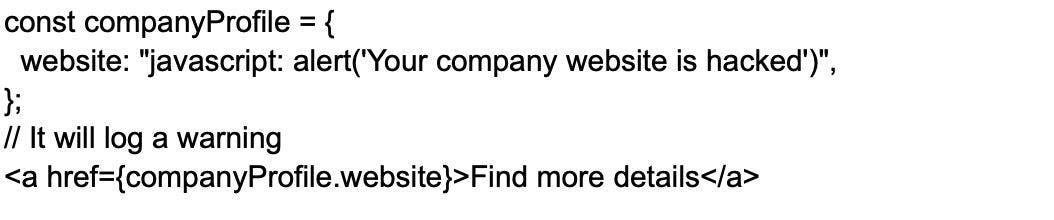 const companyProfile = {
  website: "javascript: alert('Your company website is hacked')",
};
// It will log a warning
<a href={companyProfile.website}>Find more details</a>